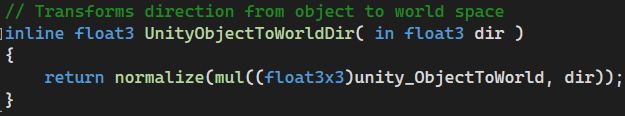 // Transforms direction from object to world space
inline float3 UnityObjectToWorldDir( in float3 dir )
{
    return normalize(mul((float3x3)unity_ObjectToWorld, dir));
}